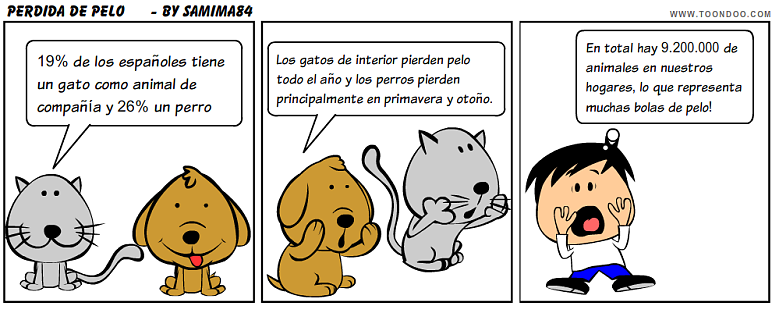 PERDIDA DE PELO - BY SAMIMA84
WWW.TOONDOO.COM
19% de los españoles tiene
un gato como animal de
compañía y 26% un perro
Los gatos de interior pierden pelo
todo el año y los perros pierden
principalmente en primavera y otoño.
En total hay 9.200.000 de
animales en nuestros
hogares, lo que representa
muchas bolas de pelo!